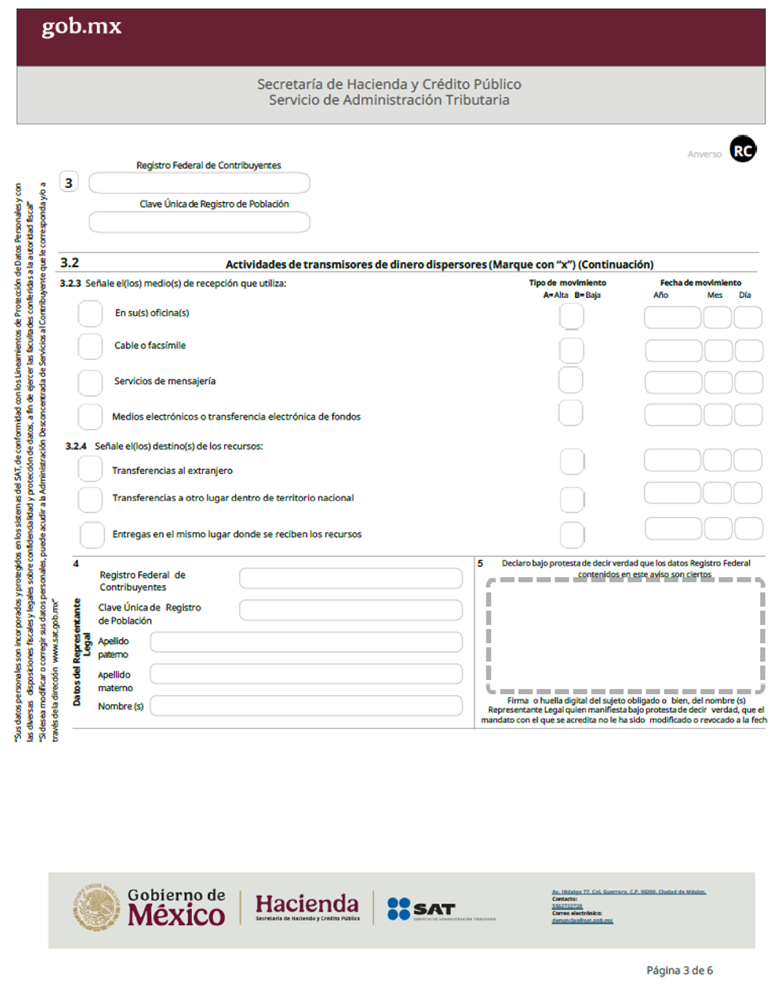 gob.mx
Secretaría de Hacienda y Crédito Público
Servicio de Administración Tributaria
Anverso RC
Registro Federal de Contribuyentes
3
Clave Única de Registro de Población
3.2 Actividades de transmisores de dinero dispersores (Marque con “x”) (Continuación)
3.2.3 Señale el(los) medio(s) de recepción que utiliza: Tipo de movimiento Fecha de movimiento
A=Alta B=Baja Año Mes Día
En su(s) oficina(s)
Cable o facsímile
Servicios de mensajería
Medios electrónicos o transferencia electrónica de fondos
3.2.4 Señale el(los) destino(s) de los recursos:
Transferencias al extranjero
Transferencias a otro lugar dentro de territorio nacional
Entregas en el mismo lugar donde se reciben los recursos
4
Datos del Representante
Legal
Registro Federal de
Contribuyentes
Clave Única de Registro
de Población
Apellido
paterno
Apellido
materno
Nombre (s)
5 Declaro bajo protesta de decir verdad que los datos Registro Federal
contenidos en este aviso son ciertos
Firma o huella digital del sujeto obligado o bien, del nombre (s)
Representante Legal quien manifiesta bajo protesta de decir verdad, que el
mandato con el que se acredita no le ha sido modificado o revocado a la fech
“Sus datos personales son incorporados y protegidos en los sistemas del SAT, de conformidad con los Lineamientos de Protección de Datos Personales y con
las diversas disposiciones fiscales y legales sobre confidencialidad y protección de datos, a fin de ejercer las facultades conferidas a la autoridad fiscal”
“Si desea modificar o corregir sus datos personales, puede acudir a la Administración Desconcentrada de Servicios al Contribuyente que le corresponda y/o a
través de la dirección www.sat.gob.mx”
ESTADOS UNIDOS MEXICANOS
Gobierno de
México
Hacienda
Secretaría de Hacienda y Crédito Público
SAT
SERVICIO DE ADMINISTRACIÓN TRIBUTARIA
Av. Hidalgo 77, Col. Guerrero, C.P. 06300, Ciudad de México.
Contacto:
5562722728
Correo electrónico:
denuncias@sat.gob.mx
Página 3 de 6